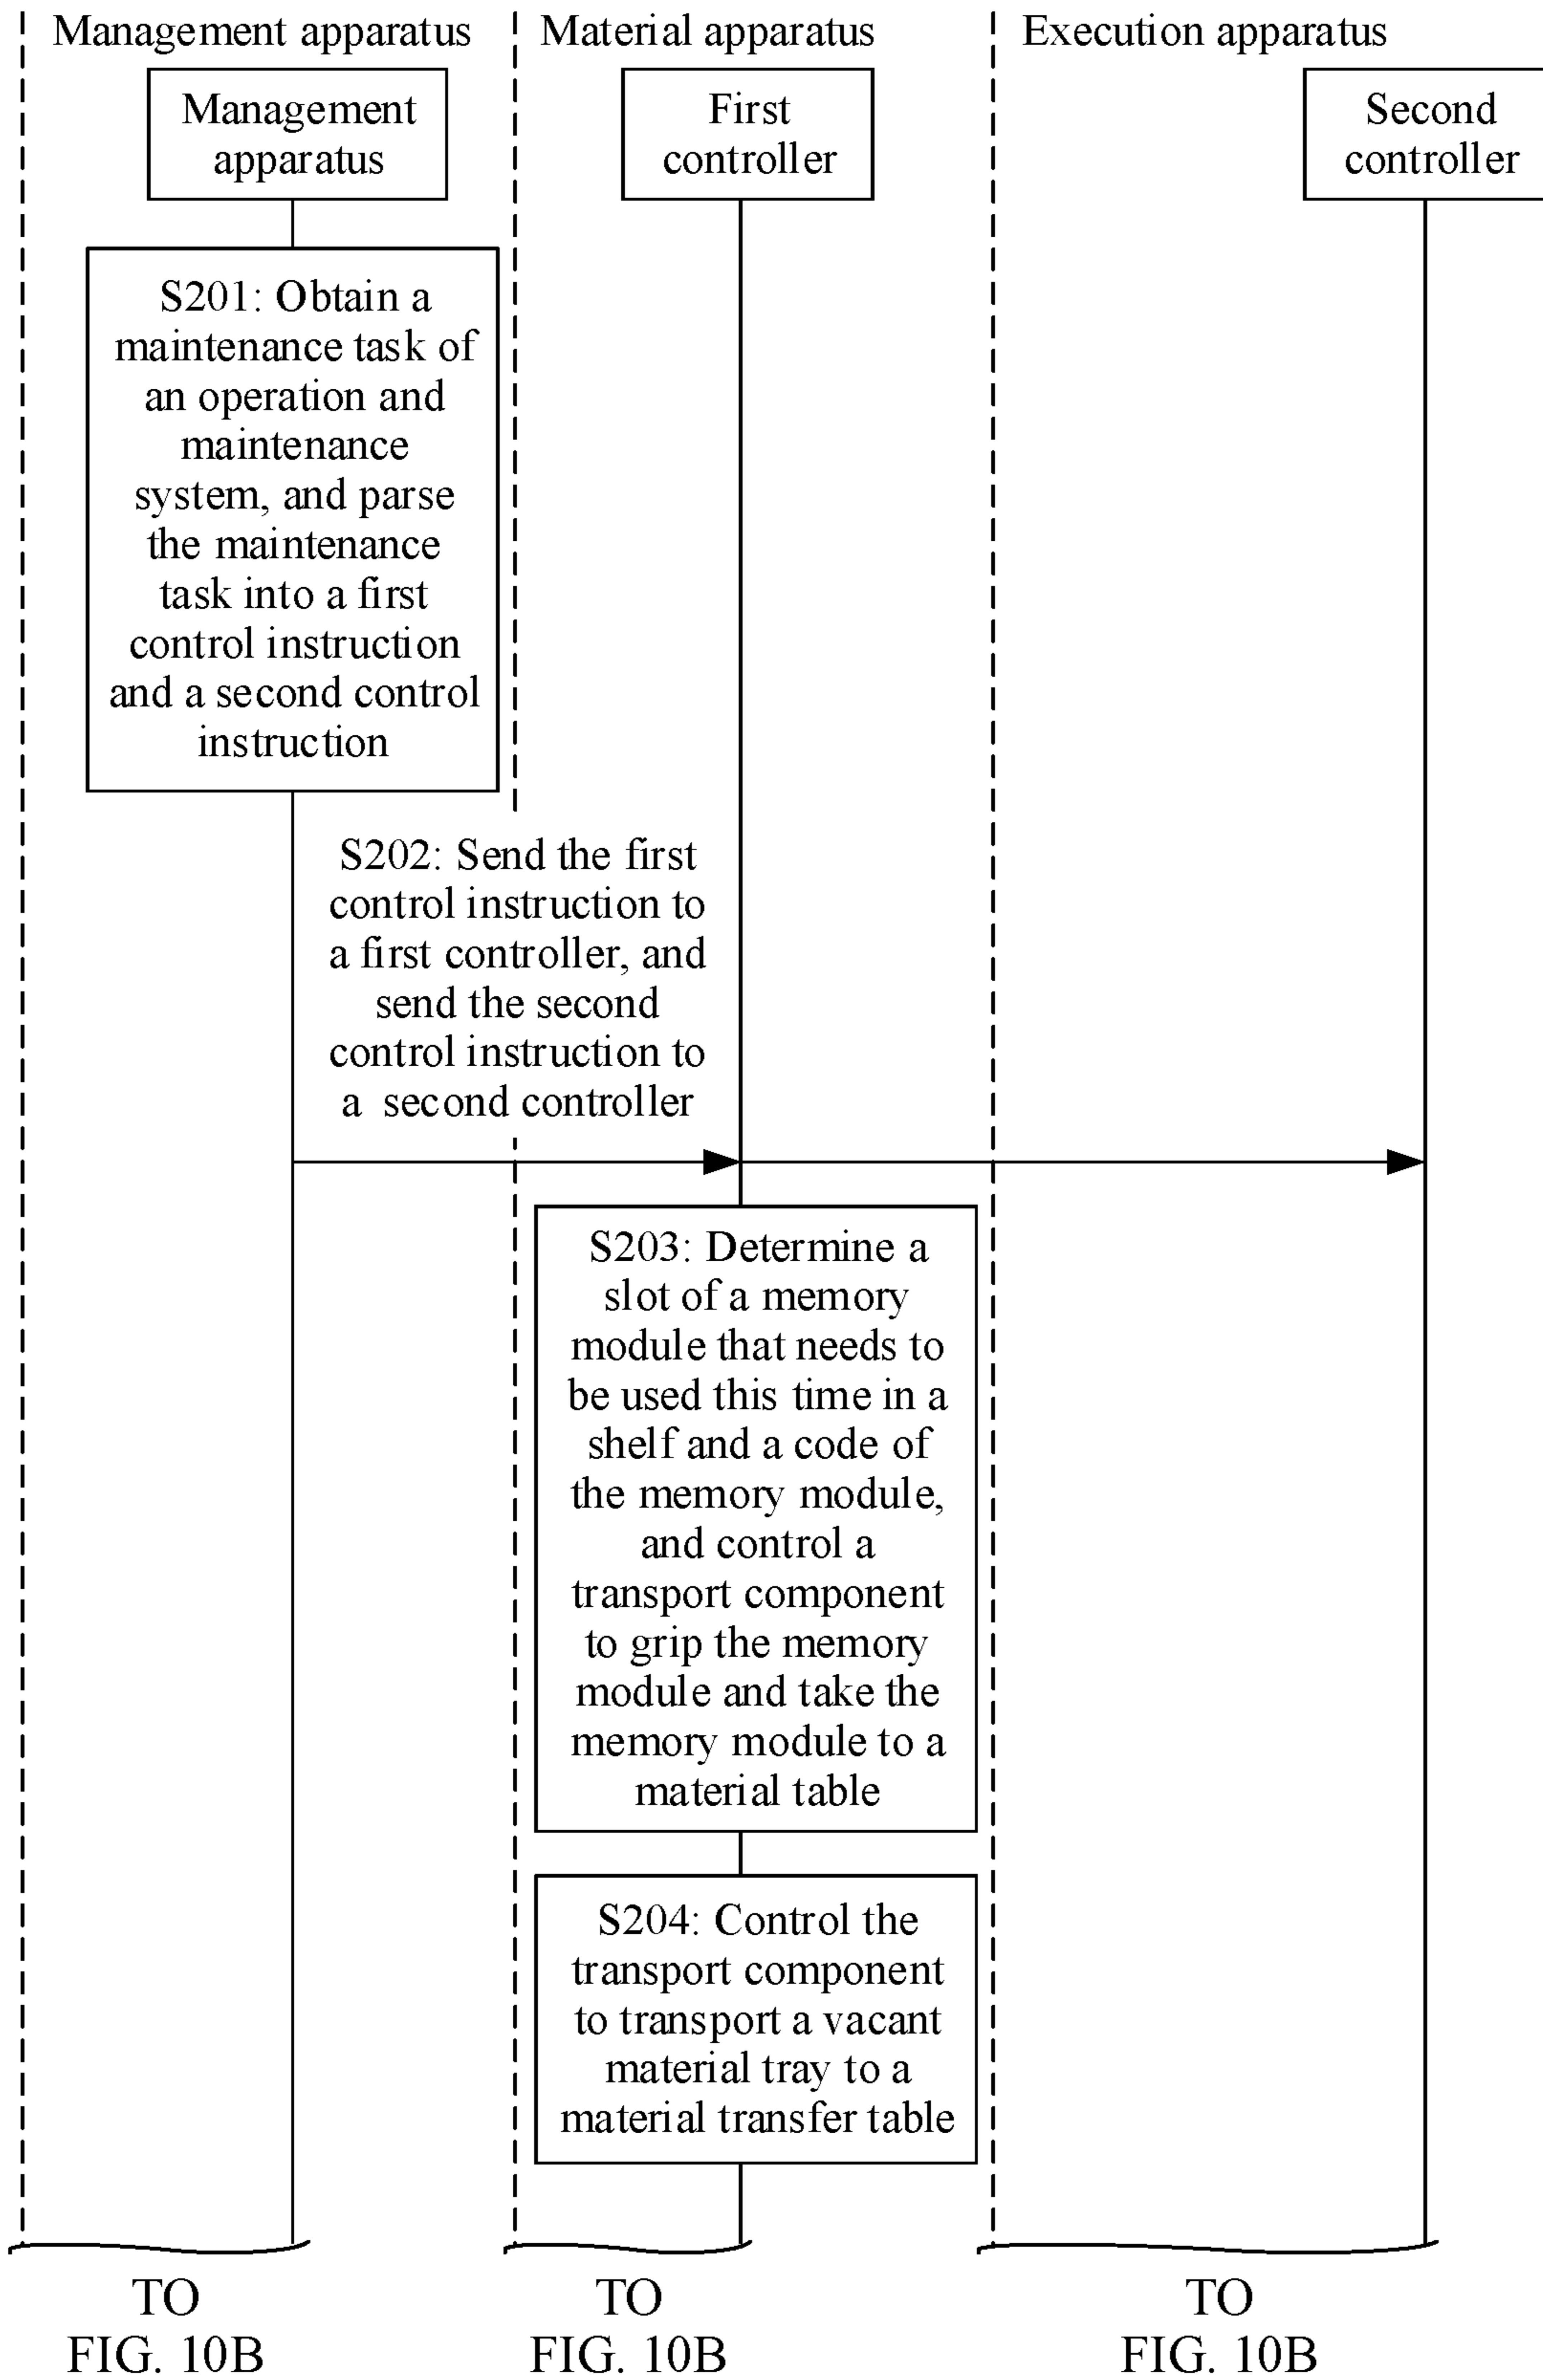 Management apparatus
Material apparatus
Execution apparatus
Management
apparatus
First
controller
Second
controller
S201: Obtain a
maintenance task of
an operation and
maintenance
system, and parse
the maintenance
task into a first
control instruction
and a second control
instruction
S202: Send the first
control instruction to
a first controller, and
send the second
control instruction to
a second controller
S203: Determine a
slot of a memory
module that needs to
be used this time in a
shelf and a code of
the memory module,
and control a
transport component
to grip the memory
module and take the
memory module to a
material table
S204: Control the
transport component
to transport a vacant
material tray to a
material transfer table
TO
FIG. 10B
TO
FIG. 10B
TO
FIG. 10B